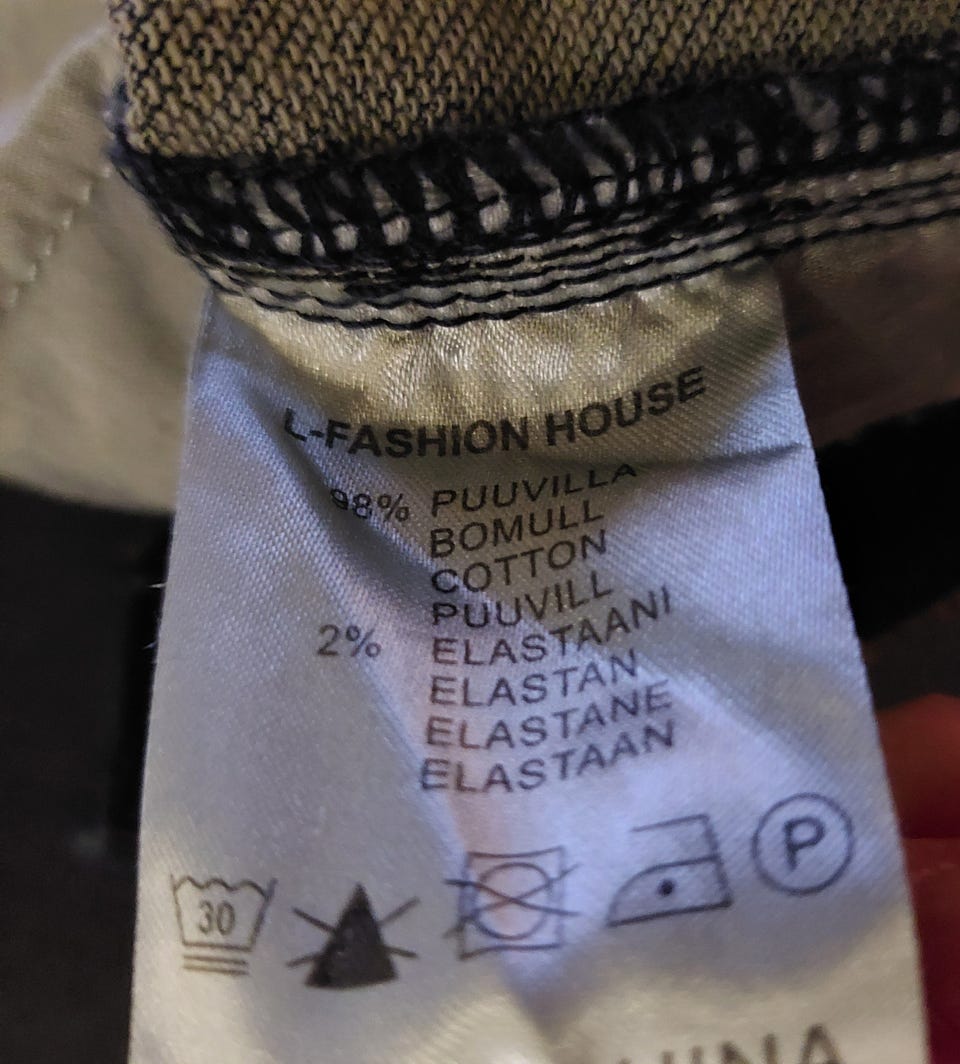 L-FASHION HOUSE
98% PUUVILLA
BOMULL
COTTON
PUUVILL
2% ELASTAANI
ELASTAN
ELASTANE
ELASTAAN
30
P